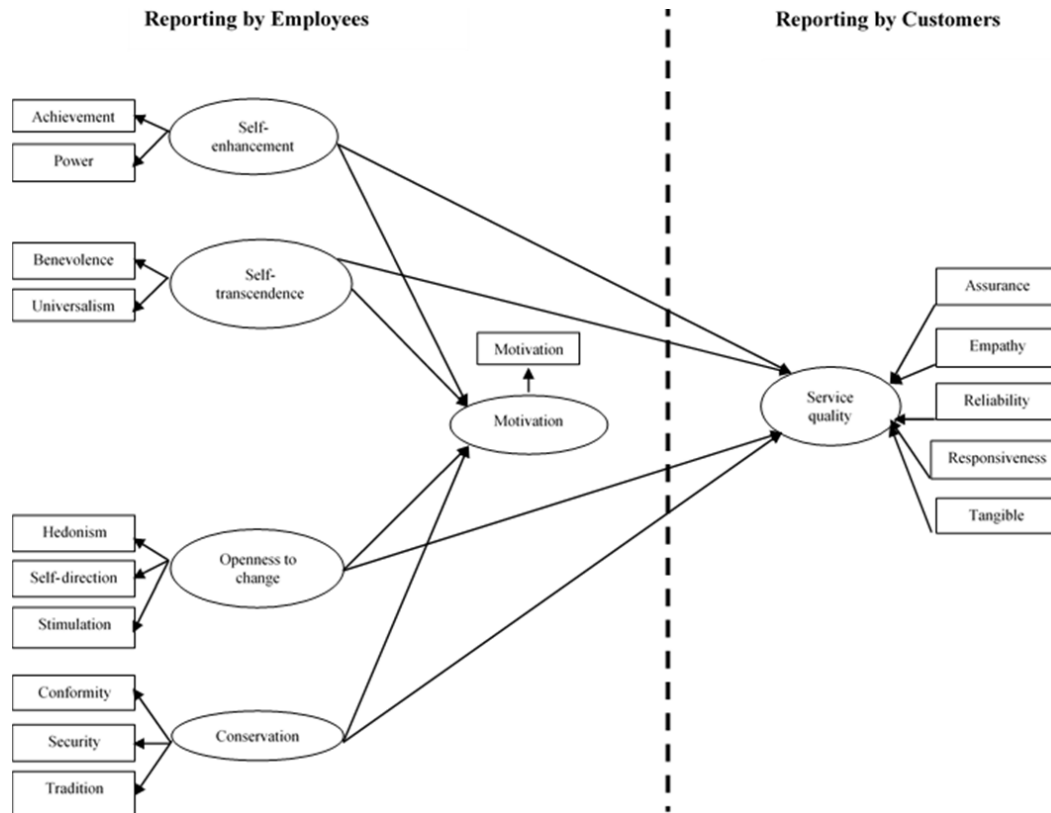 Reporting by Employees
Reporting by Customers
Achievement
Power
Self-
enhancement
Benevolence
Universalism
Self-
transcendence
Motivation
Motivation
Assurance
Empathy
Reliability
Responsiveness
Tangible
Service
quality
Hedonism
Self-direction
Stimulation
Openness to
change
Conformity
Security
Tradition
Conservation